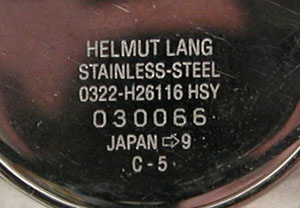 HELMUT LANG
STAINLESS-STEEL
0322-H26116 HSY
030066
JAPAN ⇨9
C-5